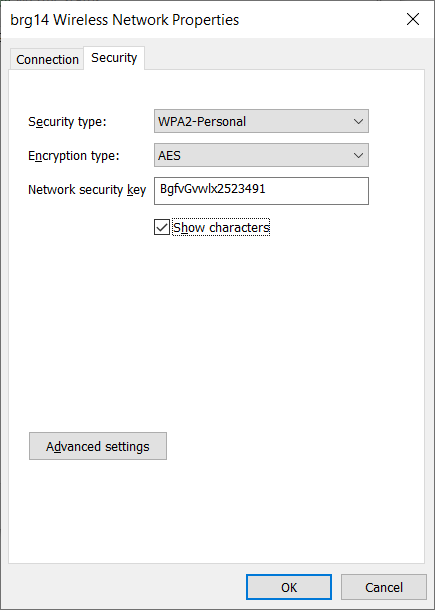 brg14 Wireless Network Properties
Connection
Security
Security type:
WPA2-Personal
Encryption type:
AES
Network security key
BgfvGvwlx2523491
Show characters
Advanced settings
OK
Cancel